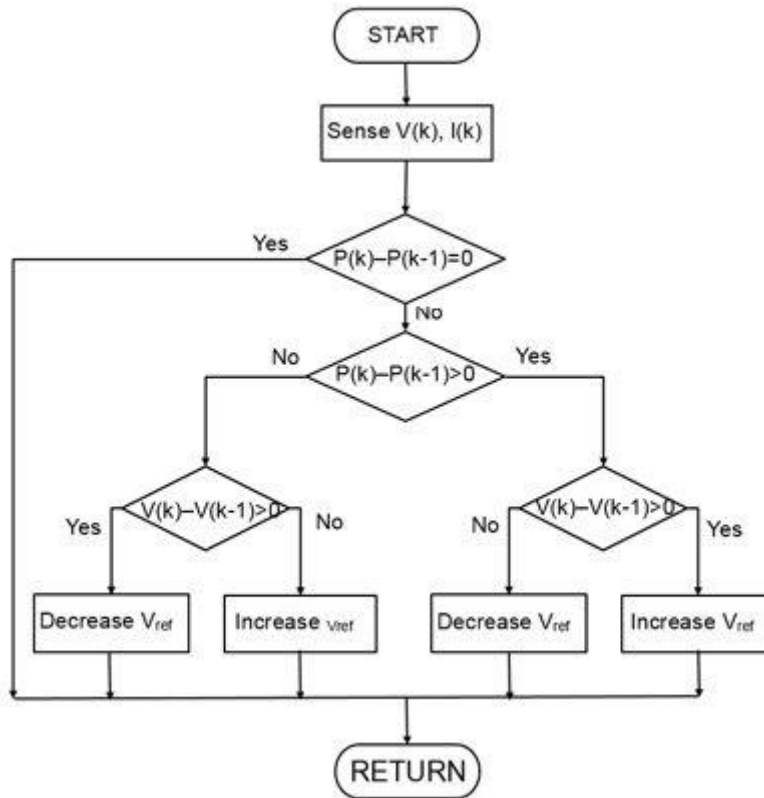 START
Sense V(k), I(k)
Yes
P(k)–P(k-1)=0
No
No
P(k)–P(k-1)>0
Yes
Yes
V(k)–V(k-1)>0
No
No
V(k)–V(k-1)>0
Yes
Decrease Vref
Increase Vref
Decrease Vref
Increase Vref
RETURN